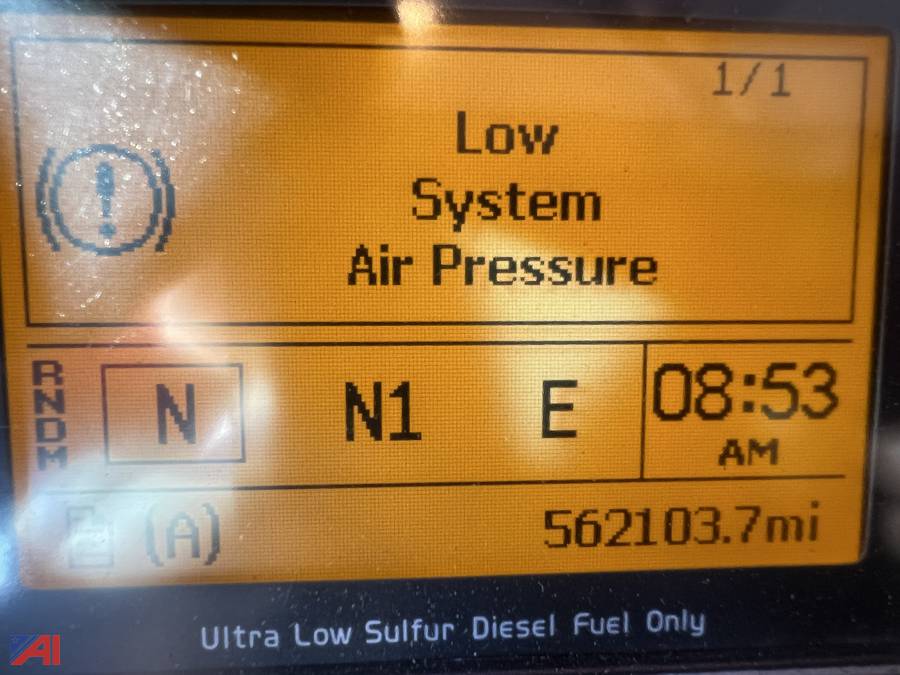 1/1
Low
System
Air Pressure
RNDM
N N1 E 08:53
AM
(A) 562103.7mi
Ultra Low Sulfur Diesel Fuel Only
AI